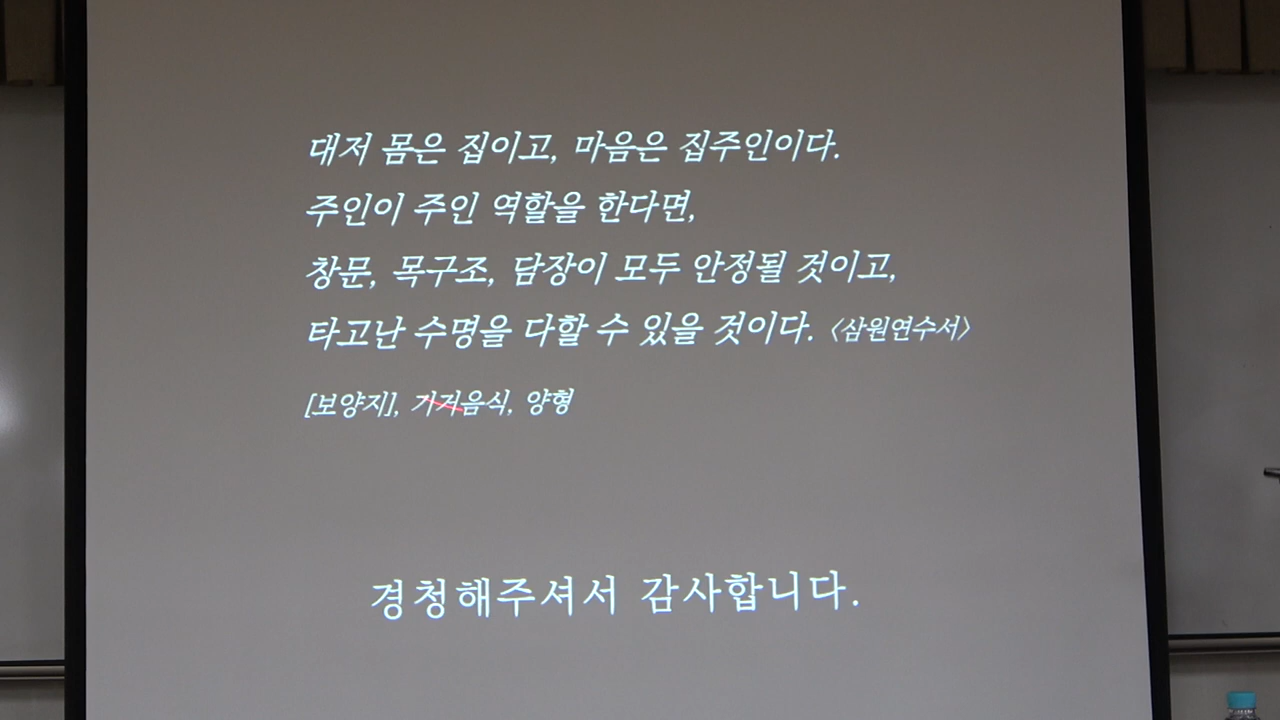 대저 몸은 집이고, 마음은 집주인이다.
주인이 주인 역할을 한다면,
창문, 목구조, 담장이 모두 안정될 것이고,
타고난 수명을 다할 수 있을 것이다. 〈삼원연수서〉
[보양지], 기거음식, 양형
경청해주셔서 감사합니다.